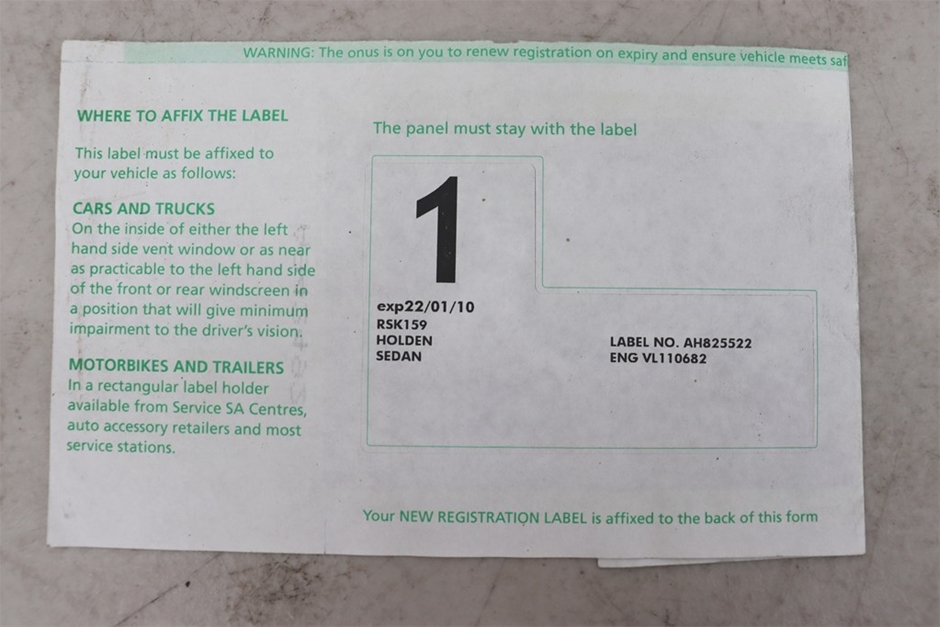 WARNING: The onus is on you to renew registration on expiry and ensure vehicle meets saf
WHERE TO AFFIX THE LABEL
This label must be affixed to
your vehicle as follows:
CARS AND TRUCKS
On the inside of either the left
hand side vent window or as near
as practicable to the left hand side
of the front or rear windscreen in
a position that will give minimum
impairment to the driver's vision.
MOTORBIKES AND TRAILERS
In a rectangular label holder
available from Service SA Centres,
auto accessory retailers and most
service stations.
The panel must stay with the label
1
exp22/01/10
RSK159
HOLDEN
SEDAN
LABEL NO. AH825522
ENG VL110682
Your NEW REGISTRATION LABEL is affixed to the back of this form